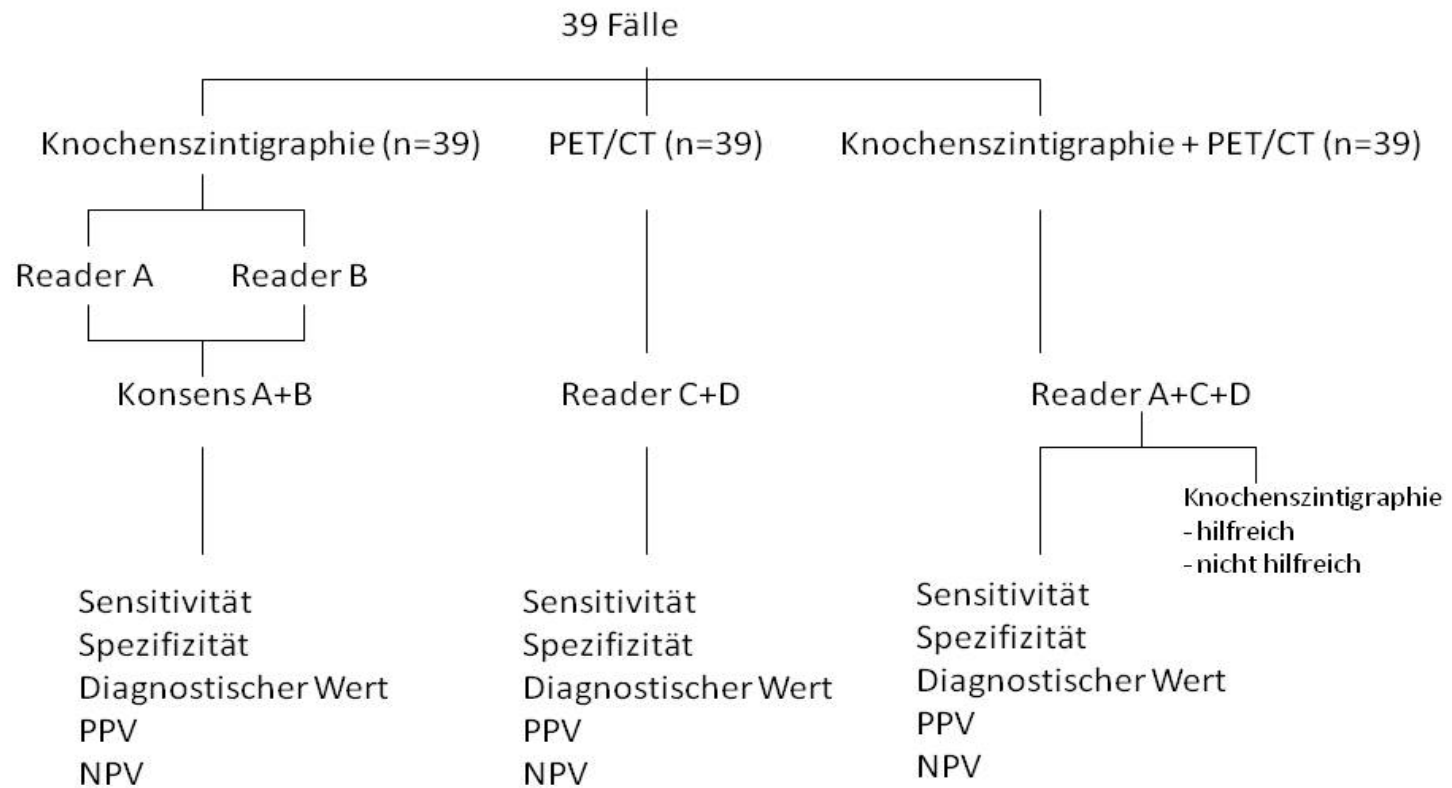 39 Fälle
Knochenszintigraphie (n=39)
PET/CT (n=39)
Knochenszintigraphie + PET/CT (n=39)
Reader A
Reader B
Konsens A+B
Reader C+D
Reader A+C+D
Knochenszintigraphie
- hilfreich
- nicht hilfreich
Sensitivität
Spezifizität
Diagnostischer Wert
PPV
NPV
Sensitivität
Spezifizität
Diagnostischer Wert
PPV
NPV
Sensitivität
Spezifizität
Diagnostischer Wert
PPV
NPV